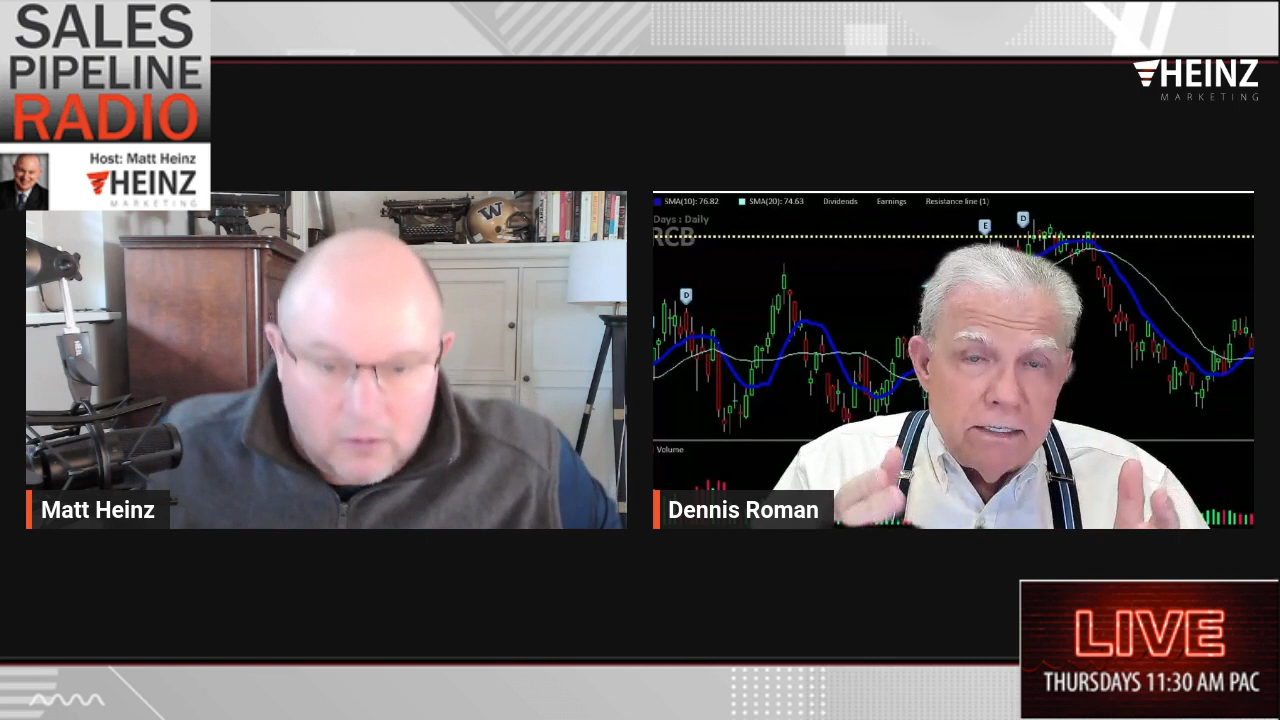 SALES
PIPELINE
RADIO
Host: Matt Heinz
HEINZ
MARKETING
HEINZ
MARKETING
W
SMA(10): 76.82
SMA(20): 74.63
Dividends
Earnings
Resistance line (1)
Days : Daily
RCB
E
D
D
Volume
Matt Heinz
Dennis Roman
LIVE
THURSDAYS 11:30 AM PAC